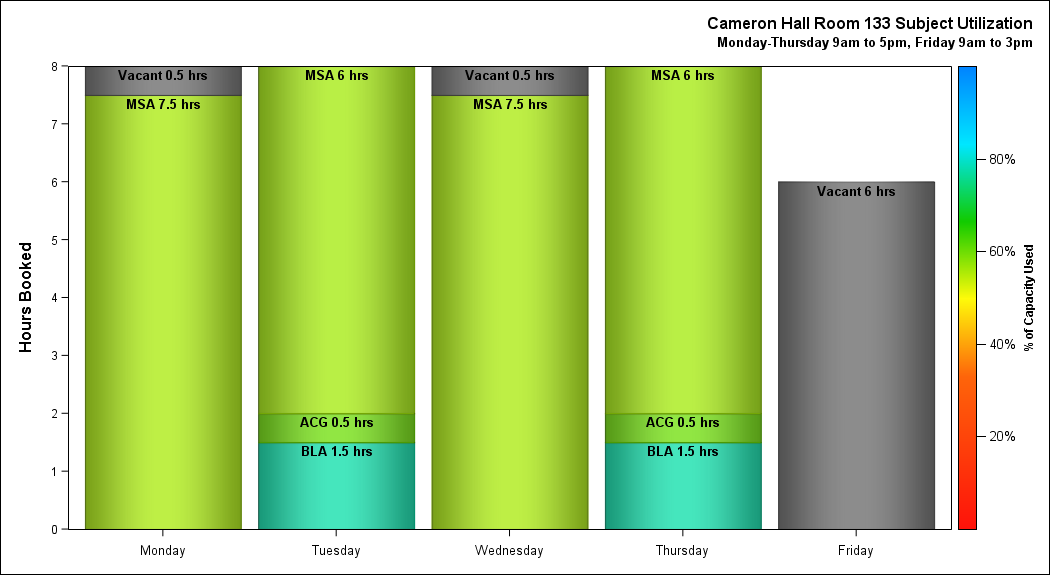 Cameron Hall Room 133 Subject Utilization
Monday-Thursday 9am to 5pm, Friday 9am to 3pm
Hours Booked
8
7
6
5
4
3
2
1
0
Vacant 0.5 hrs
MSA 7.5 hrs
MSA 6 hrs
ACG 0.5 hrs
BLA 1.5 hrs
Vacant 0.5 hrs
MSA 7.5 hrs
MSA 6 hrs
ACG 0.5 hrs
BLA 1.5 hrs
Vacant 6 hrs
Monday
Tuesday
Wednesday
Thursday
Friday
80%
60%
40%
20%
% of Capacity Used